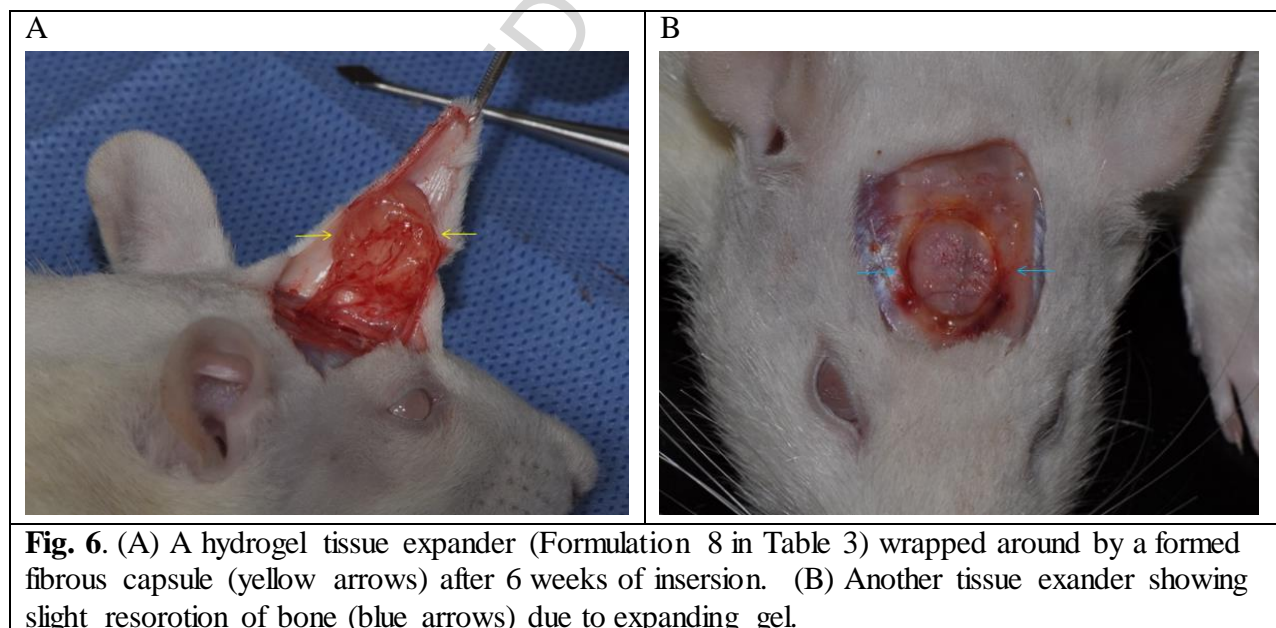 A
B
Fig. 6. (A) A hydrogel tissue expander (Formulation 8 in Table 3) wrapped around by a formed
fibrous capsule (yellow arrows) after 6 weeks of insersion. (B) Another tissue exander showing
slight resorotion of bone (blue arrows) due to expanding gel.